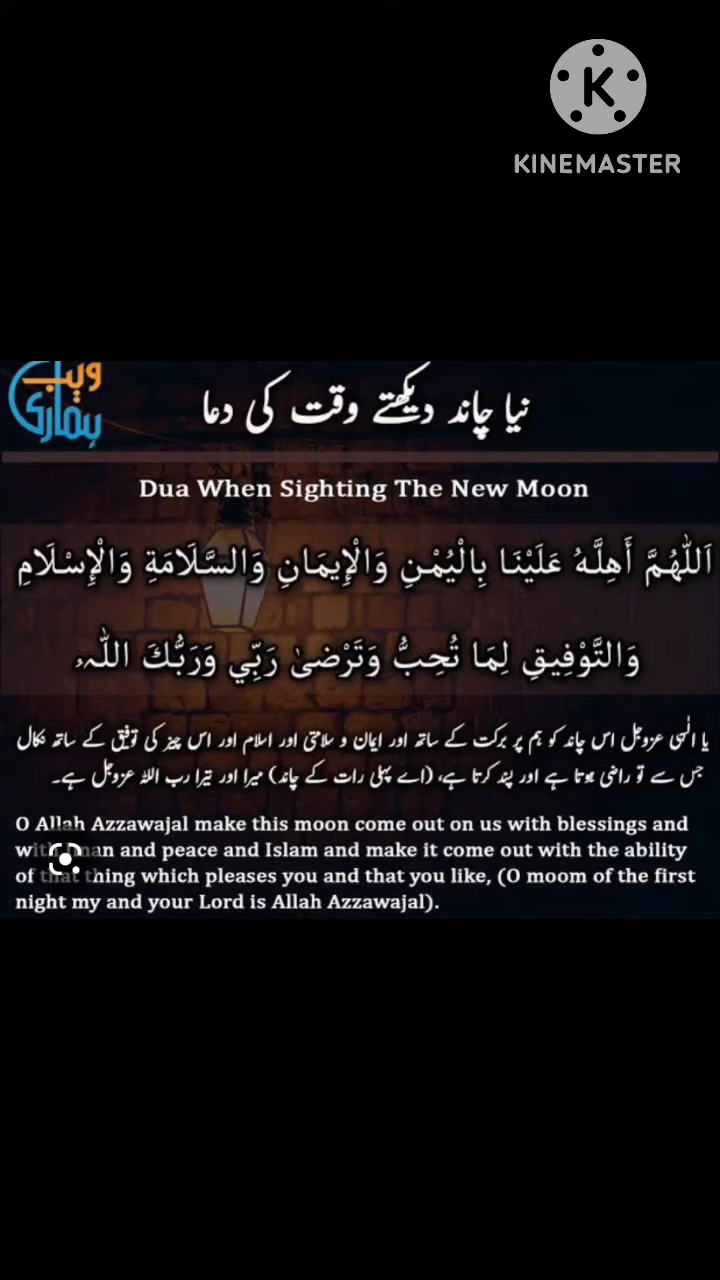 KINEMASTER
ہماری ویب
نیا چاند دیکھتے وقت کی دعا
Dua When Sighting The New Moon
اَللّٰهُمَّ أَهِلَّهُ عَلَيْنَا بِالْيُمْنِ وَالْإِيمَانِ وَالسَّلَامَةِ وَالْإِسْلَامِ
وَالتَّوْفِيقِ لِمَا تُحِبُّ وَتَرْضىٰ رَبِّي وَرَبُّكَ اللّٰہ
یا الٰہی عزوجل اس چاند کو ہم پر برکت کے ساتھ اور ایمان و سلامتی اور اسلام اور اس چیز کی توفیق کے ساتھ نکال
جس سے تو راضی ہوتا ہے اور پسند کرتا ہے، (اے پہلی رات کے چاند) میرا اور تیرا رب اللہ عزوجل ہے۔
O Allah Azzawajal make this moon come out on us with blessings and
and peace and Islam and make it come out with the ability
of that thing which pleases you and that you like, (O moom of the first
night my and your Lord is Allah Azzawajal).